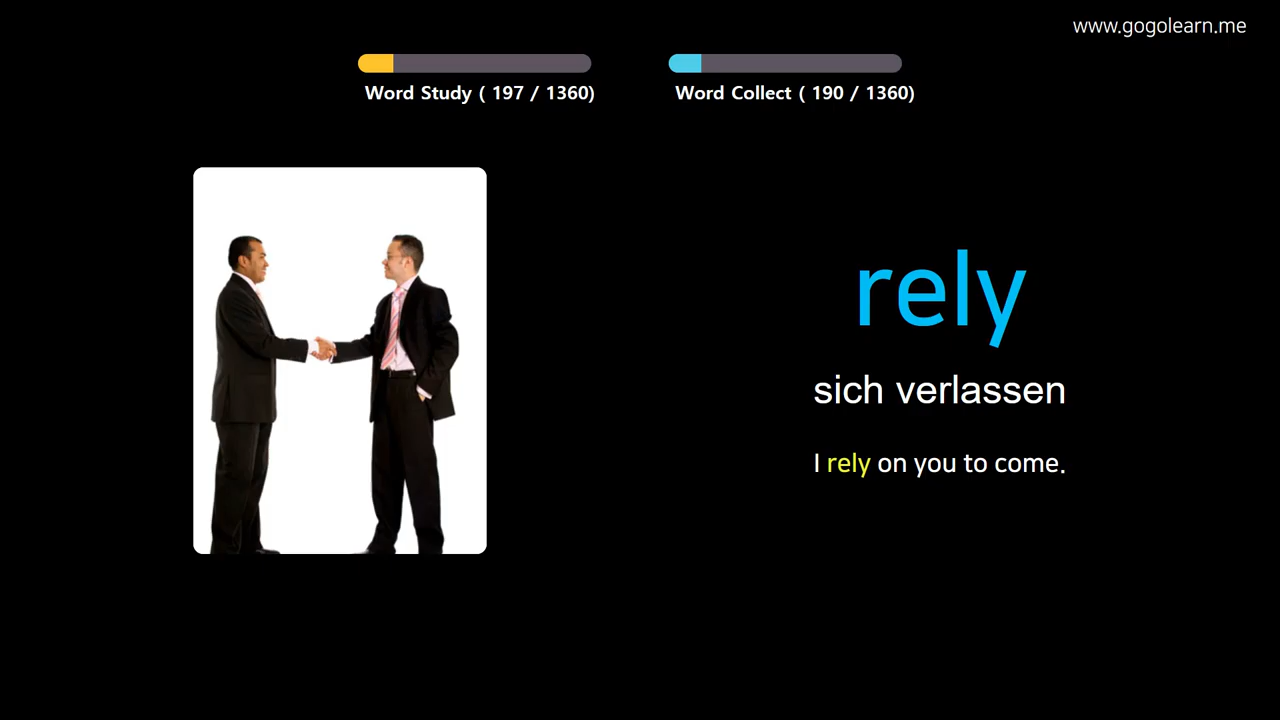 www.gogolearn.me
Word Study ( 197 / 1360)
Word Collect ( 190 / 1360)
rely
sich verlassen
I rely on you to come.